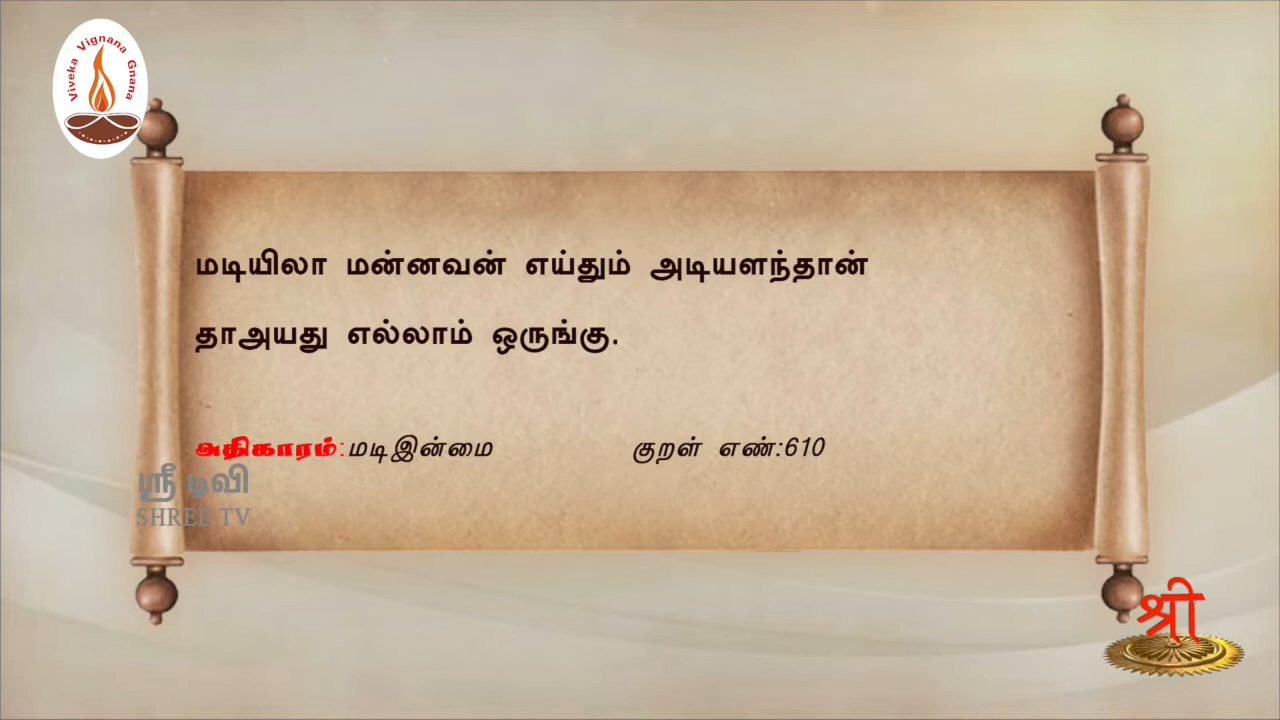 Viveka Vignana Gnana
மடியிலா மன்னவன் எய்தும் அடியளந்தான்
தாஅயது எல்லாம் ஒருங்கு.
அதிகாரம்:மடிஇன்மை குறள் எண்:610
ஸ்ரீ டிவி
SHREE TV
श्री